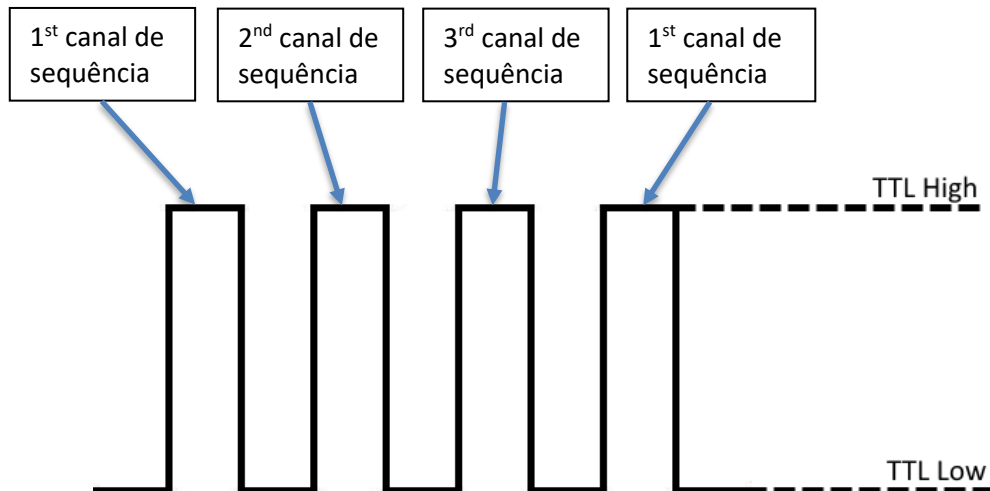 1st canal de
sequência
2nd canal de
sequência
3rd canal de
sequência
1st canal de
sequência
TTL High
TTL Low